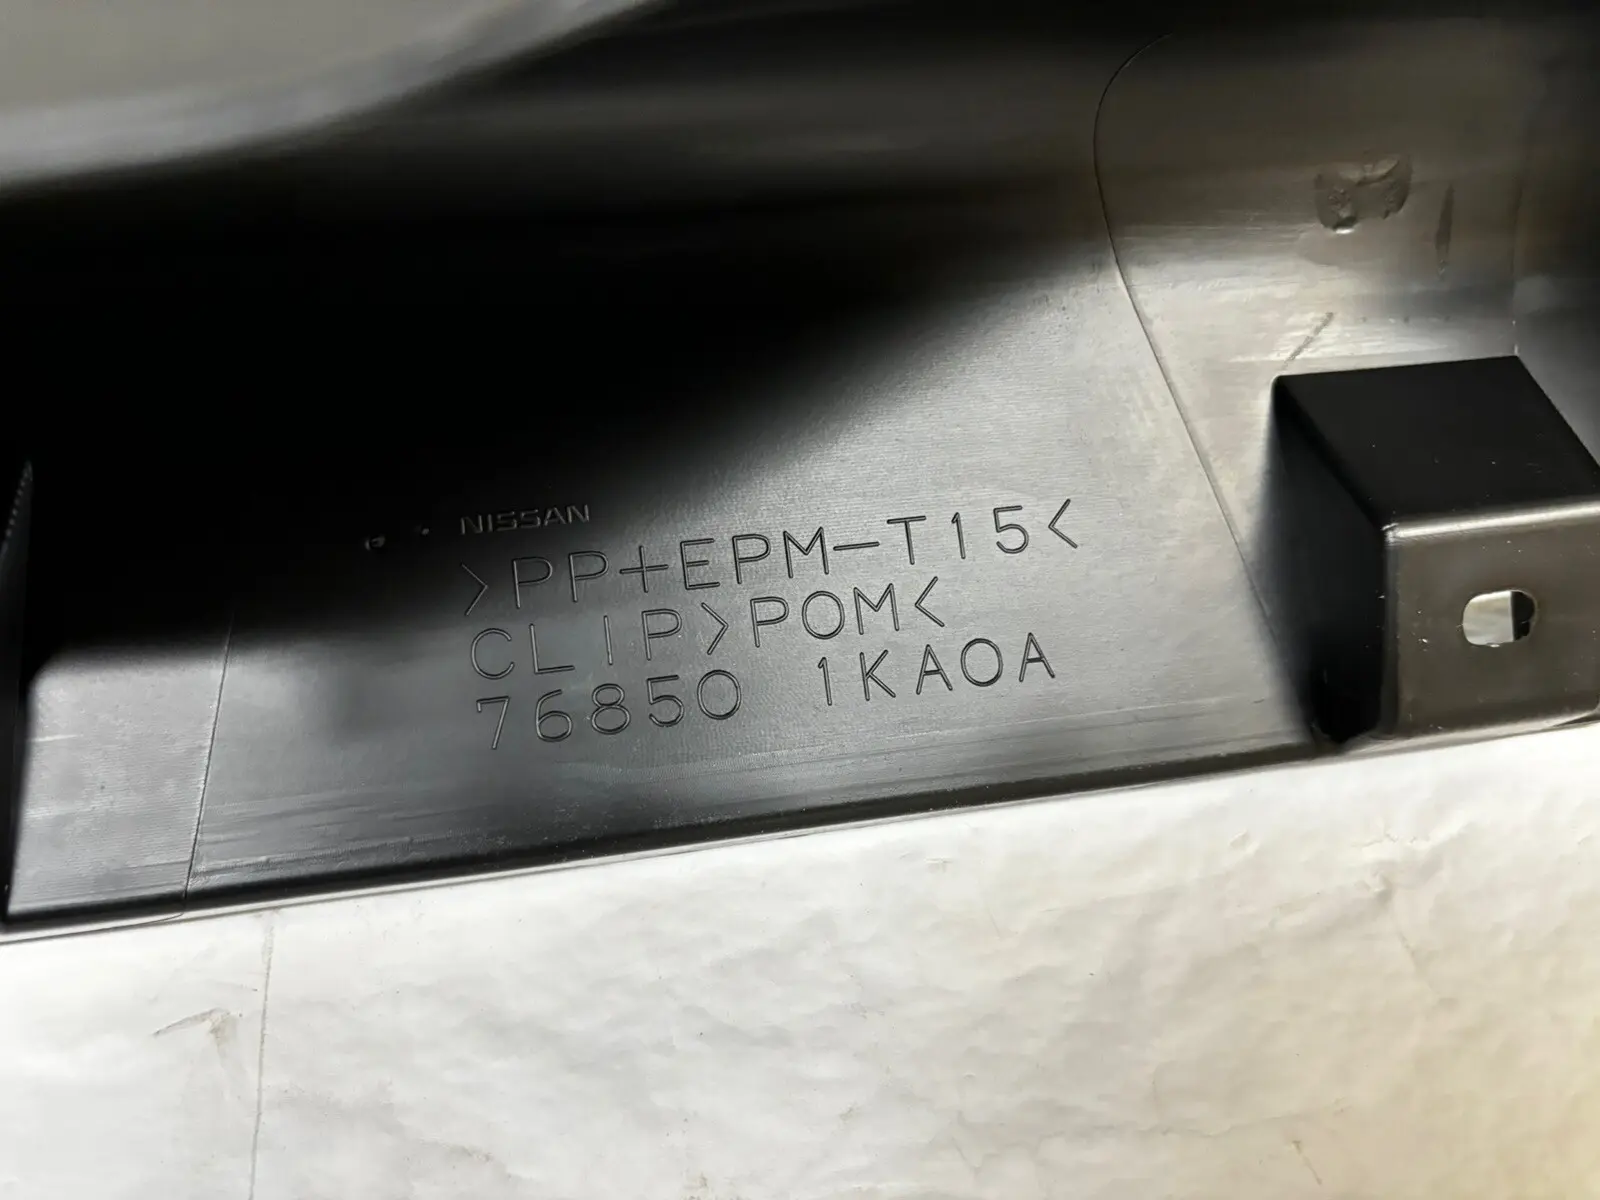 NISSAN
>PP+EPM-T15<
CLIP>POM<
76850 1KA0A